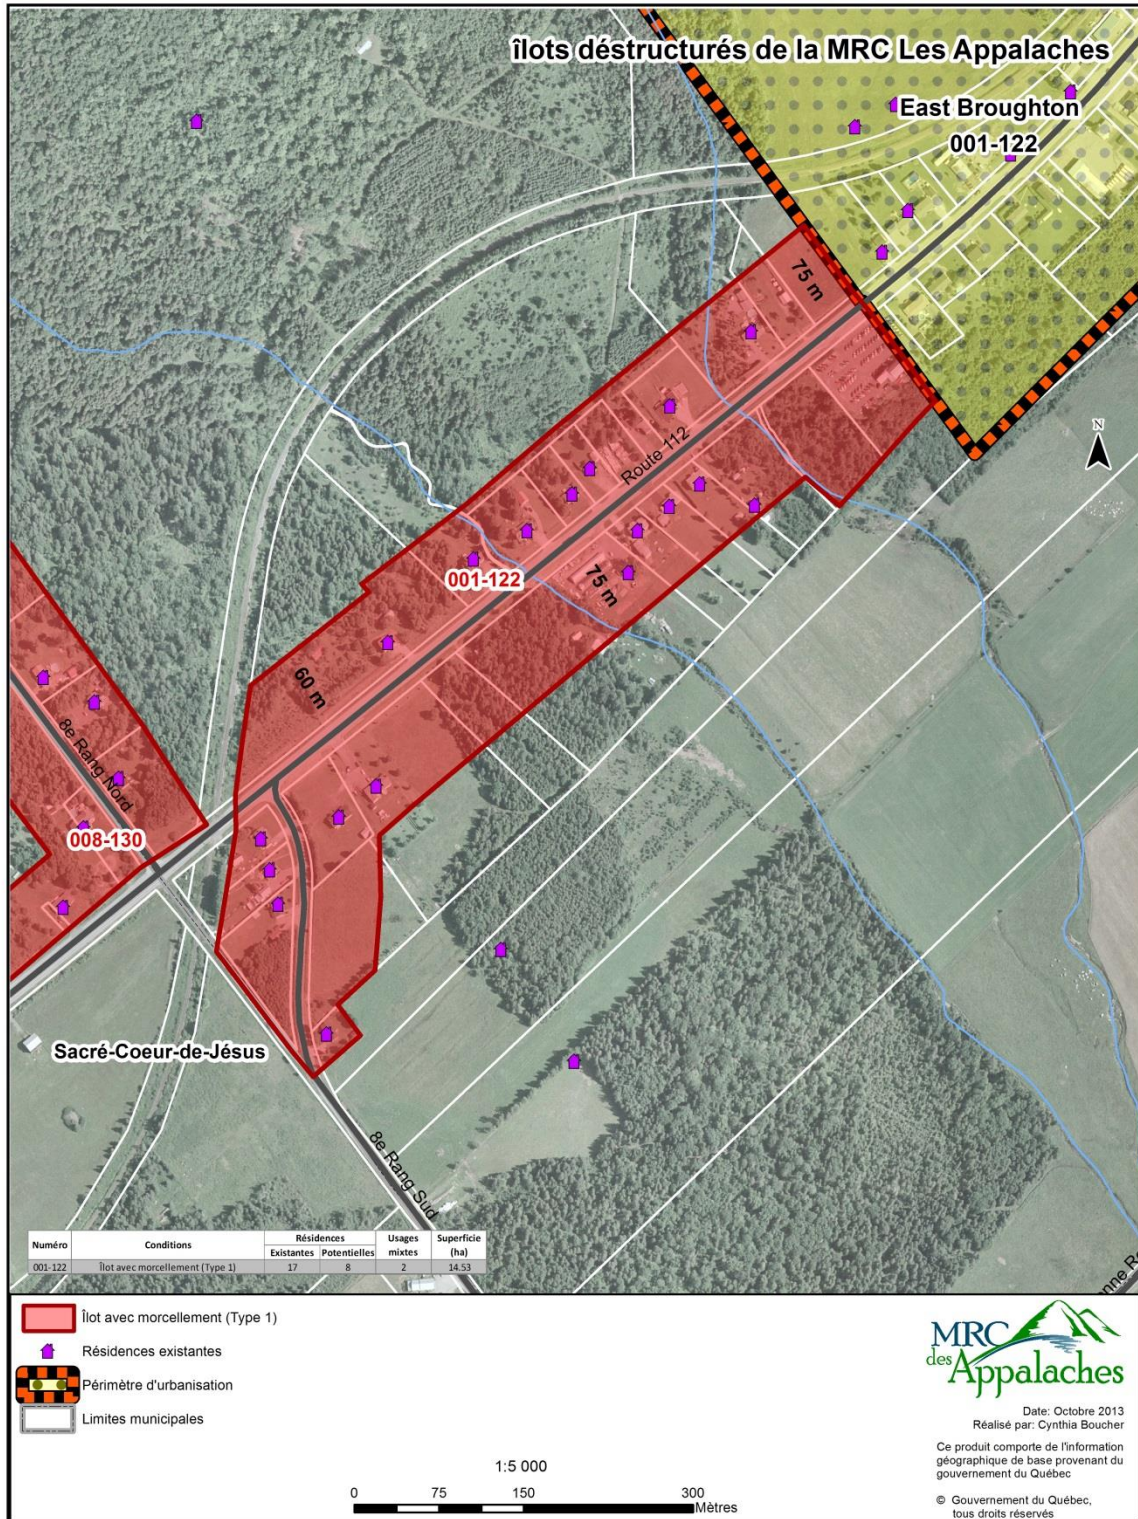 îlots déstructurés de la MRC Les Appalaches
East Broughton
001-122
75 m
Route 112
001-122
75 m
60 m
8e Rang Nord
008-130
Sacré-Coeur-de-Jésus
8e Rang Sud
N
Numéro Conditions Résidences Usages mixtes Superficie (ha)
Existantes Potentielles
001-122 Îlot avec morcellement (Type 1) 17 8 2 14.53
Îlot avec morcellement (Type 1)
Résidences existantes
Périmètre d'urbanisation
Limites municipales
1:5 000
0 75 150 300
Mètres
MRC
des Appalaches
Date: Octobre 2013
Réalisé par: Cynthia Boucher
Ce produit comporte de l'information
géographique de base provenant du
gouvernement du Québec
© Gouvernement du Québec,
tous droits réservés